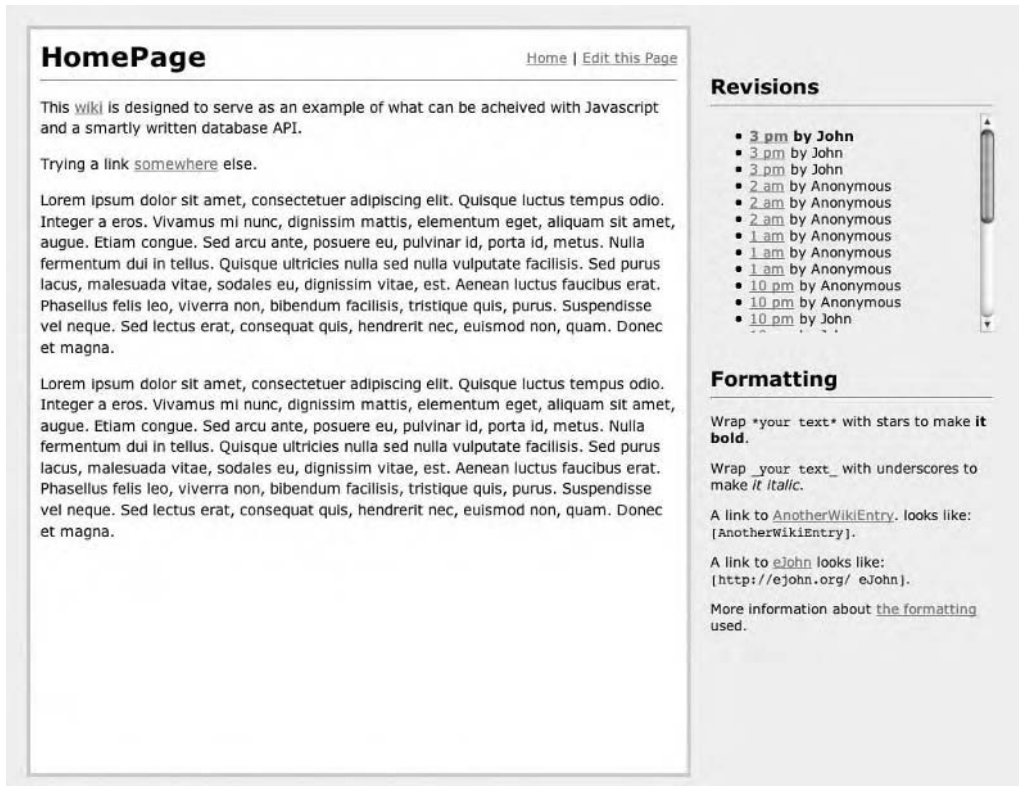 HomePage
Home | Edit this Page
This wiki is designed to serve as an example of what can be acheived with Javascript
and a smartly written database API.
Trying a link somewhere else.
Lorem ipsum dolor sit amet, consectetuer adipiscing elit. Quisque luctus tempus odio.
Integer a eros. Vivamus mi nunc, dignissim mattis, elementum eget, aliquam sit amet,
augue. Etiam congue. Sed arcu ante, posuere eu, pulvinar id, porta id, metus. Nulla
fermentum dui in tellus. Quisque ultricies nulla sed nulla vulputate facilisis. Sed purus
lacus, malesuada vitae, sodales eu, dignissim vitae, est. Aenean luctus faucibus erat.
Phasellus felis leo, viverra non, bibendum facilisis, tristique quis, purus. Suspendisse
vel neque. Sed lectus erat, consequat quis, hendrerit nec, euismod non, quam. Donec
et magna.
Lorem ipsum dolor sit amet, consectetuer adipiscing elit. Quisque luctus tempus odio.
Integer a eros. Vivamus mi nunc, dignissim mattis, elementum eget, aliquam sit amet,
augue. Etiam congue. Sed arcu ante, posuere eu, pulvinar id, porta id, metus. Nulla
fermentum dui in tellus. Quisque ultricies nulla sed nulla vulputate facilisis. Sed purus
lacus, malesuada vitae, sodales eu, dignissim vitae, est. Aenean luctus faucibus erat.
Phasellus felis leo, viverra non, bibendum facilisis, tristique quis, purus. Suspendisse
vel neque. Sed lectus erat, consequat quis, hendrerit nec, euismod non, quam. Donec
et magna.
Revisions
• 3 pm by John
• 3 pm by John
• 3 pm by John
• 2 am by Anonymous
• 2 am by Anonymous
• 2 am by Anonymous
• 1 am by Anonymous
• 1 am by Anonymous
• 1 am by Anonymous
• 10 pm by Anonymous
• 10 pm by Anonymous
• 10 pm by John
Formatting
Wrap *your text* with stars to make it
bold.
Wrap _your text_ with underscores to
make it italic.
A link to AnotherWikiEntry. looks like:
[AnotherWikiEntry].
A link to eJohn looks like:
[http://ejohn.org/ eJohn].
More information about the formatting
used.